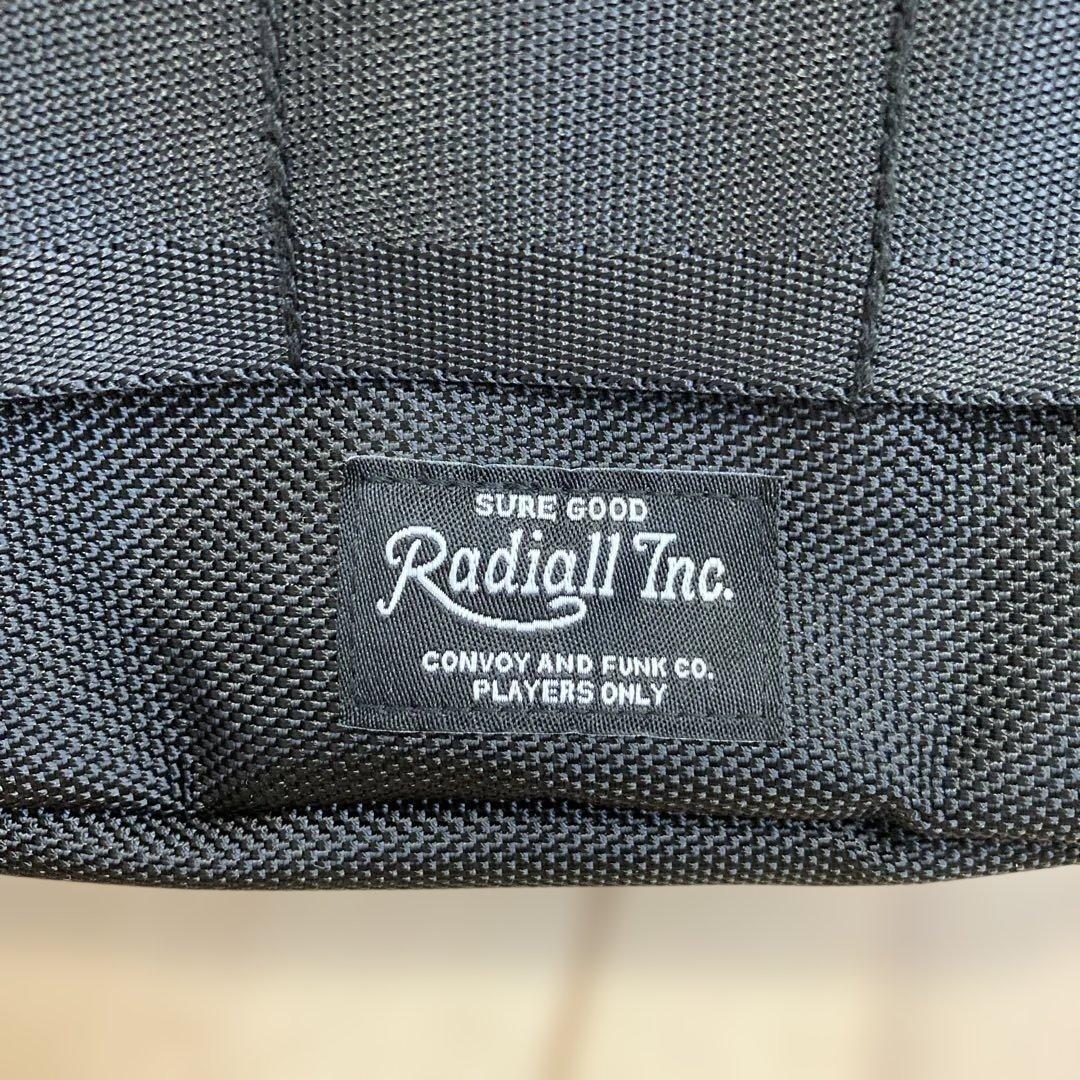 SURE GOOD
Radiall Inc.
CONVOY AND FUNK CO.
PLAYERS ONLY